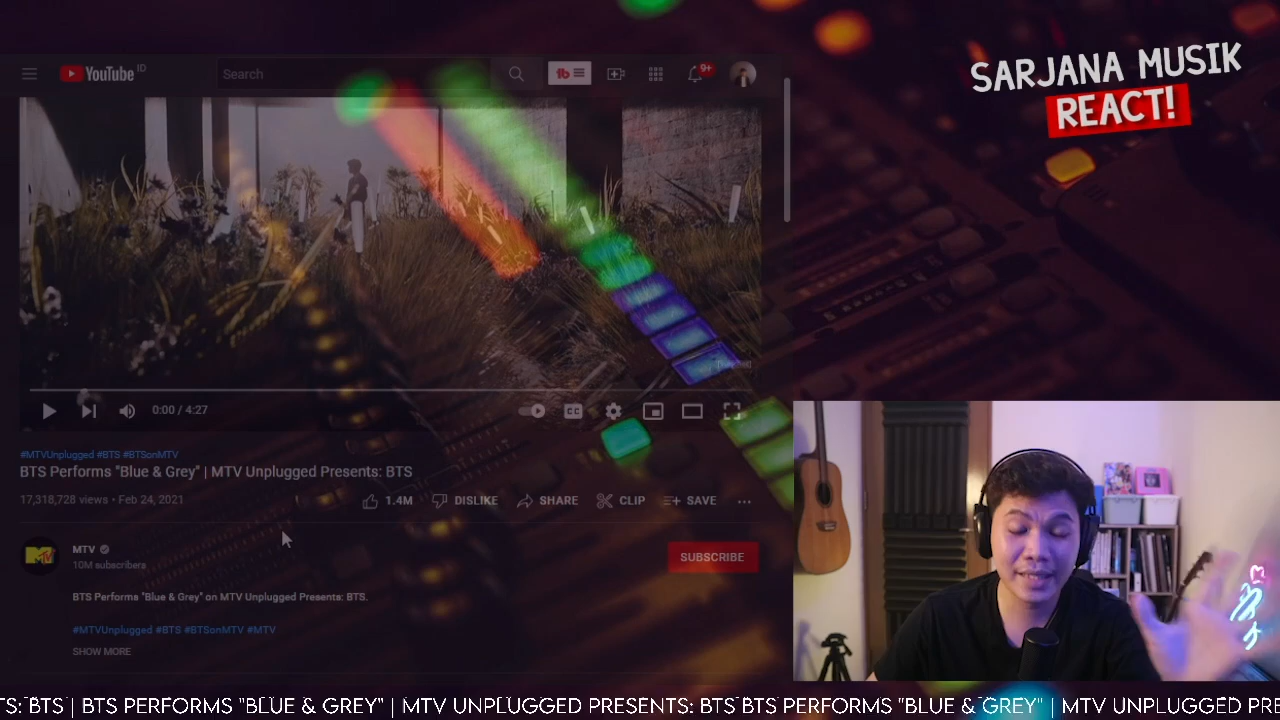 SARJANA MUSIK
REACT!
YouTube ID
Search
9+
0:00 / 4:27
CC
#MTVUnplugged #BTS #BTSonMTV
BTS Performs "Blue & Grey" | MTV Unplugged Presents: BTS
17,318,728 views • Feb 24, 2021
1.4M DISLIKE SHARE CLIP SAVE
MTV
10M subscribers
SUBSCRIBE
BTS Performs "Blue & Grey" on MTV Unplugged Presents: BTS.
#MTVUnplugged #BTS #BTSonMTV #MTV
SHOW MORE
TS: BTS | BTS PERFORMS "BLUE & GREY" | MTV UNPLUGGED PRESENTS: BTS BTS PERFORMS "BLUE & GREY" | MTV UNPLUGGED PRE